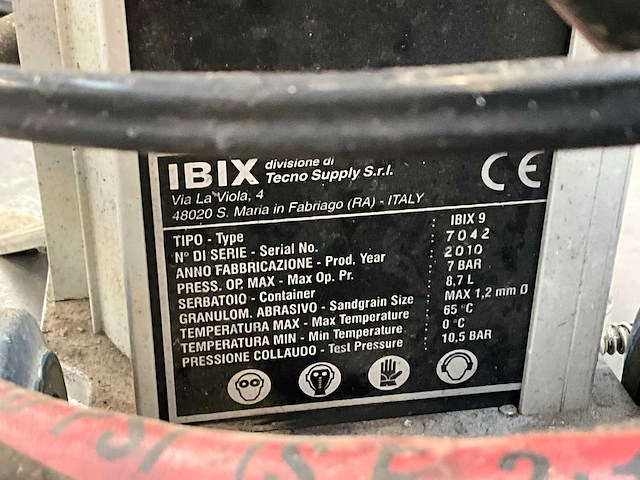 IBIX divisione di
Tecno Supply S.r.l.
CE
Via La Viola, 4
48020 S. Maria in Fabriago (RA) - ITALY
TIPO - Type : IBIX 9
N° DI SERIE - Serial No. : 7042
ANNO FABBRICAZIONE - Prod. Year : 2010
PRESS. OP. MAX - Max Op. Pr. : 7 BAR
SERBATOIO - Container : 8,7 L
GRANULOM. ABRASIVO - Sandgrain Size : MAX 1,2 mm Ø
TEMPERATURA MAX - Max Temperature : 65 °C
TEMPERATURA MIN - Min Temperature : 0 °C
PRESSIONE COLLAUDO - Test Pressure : 10,5 BAR